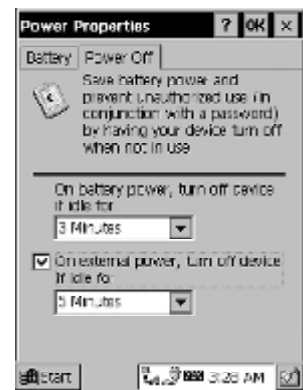 Power Properties ? OK ×
Battery Power Off
Save battery power and
prevent unauthorized use (in
conjunction with a password)
by having your device turn off
when not in use
On battery power, turn off device
if idle for
3 Minutes
On external power, turn off device
if idle for
5 Minutes
Start 3:28 AM